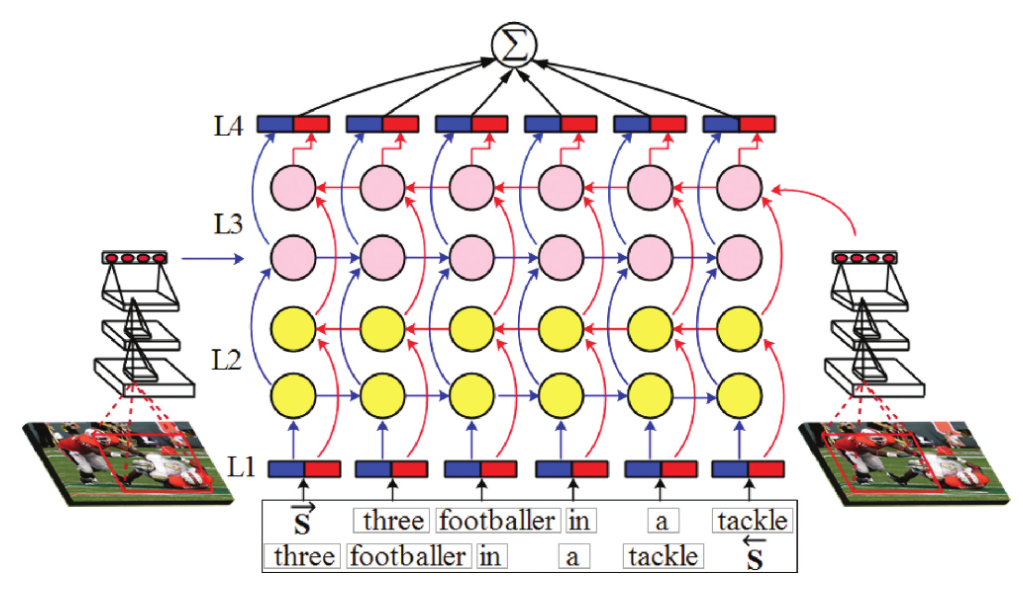 Σ
L4
L3
L2
L1
→S three footballer in a tackle
three footballer in a tackle ←S